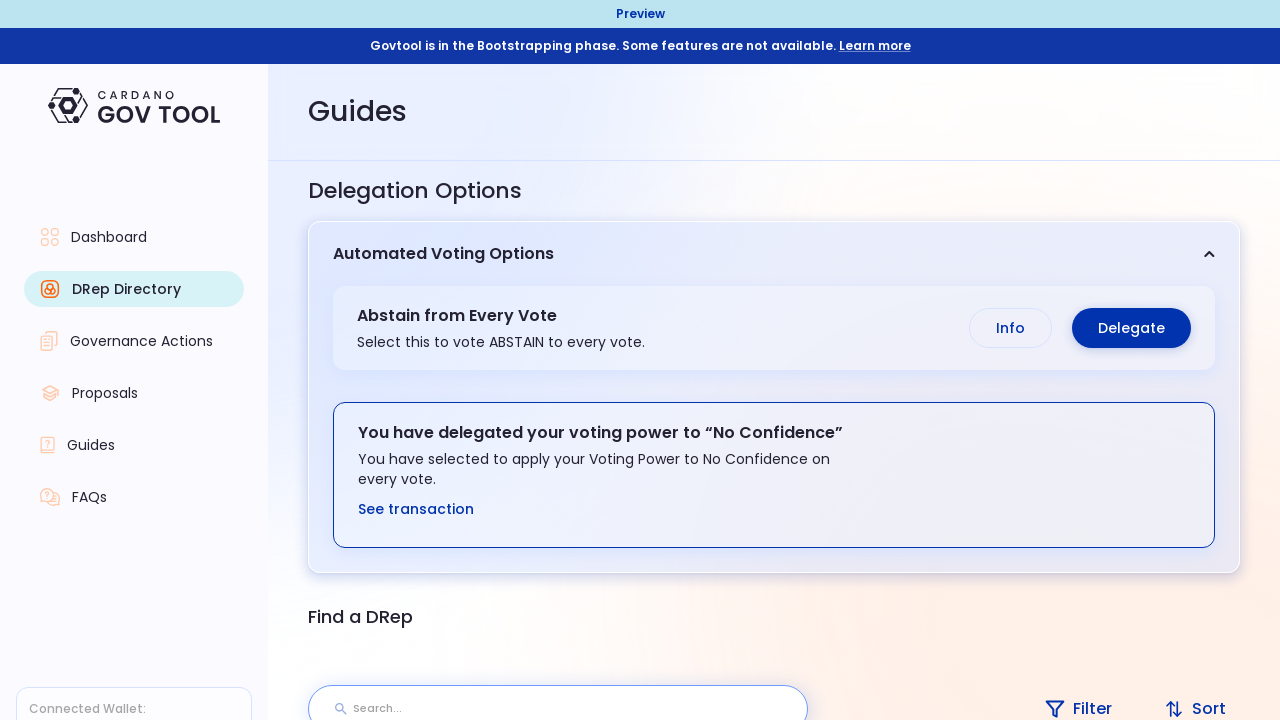 Preview
Govtool is in the Bootstrapping phase. Some features are not available. Learn more
CARDANO
GOV TOOL
Guides
Delegation Options
Dashboard
DRep Directory
Governance Actions
Proposals
Guides
FAQs
Automated Voting Options
Abstain from Every Vote
Select this to vote ABSTAIN to every vote.
Info
Delegate
You have delegated your voting power to “No Confidence”
You have selected to apply your Voting Power to No Confidence on
every vote.
See transaction
Find a DRep
Search...
Filter
Sort
Connected Wallet: